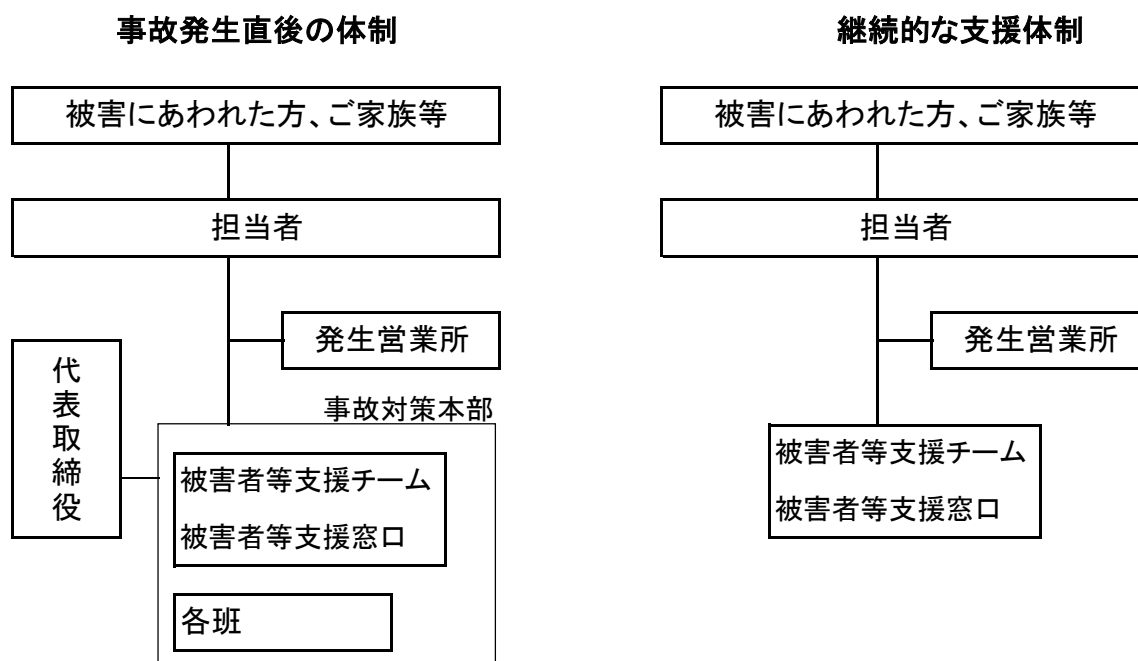 事故発生直後の体制
被害にあわれた方、ご家族等
担当者
発生営業所
代表取締役
事故対策本部
被害者等支援チーム
被害者等支援窓口
各班
継続的な支援体制
被害にあわれた方、ご家族等
担当者
発生営業所
被害者等支援チーム
被害者等支援窓口